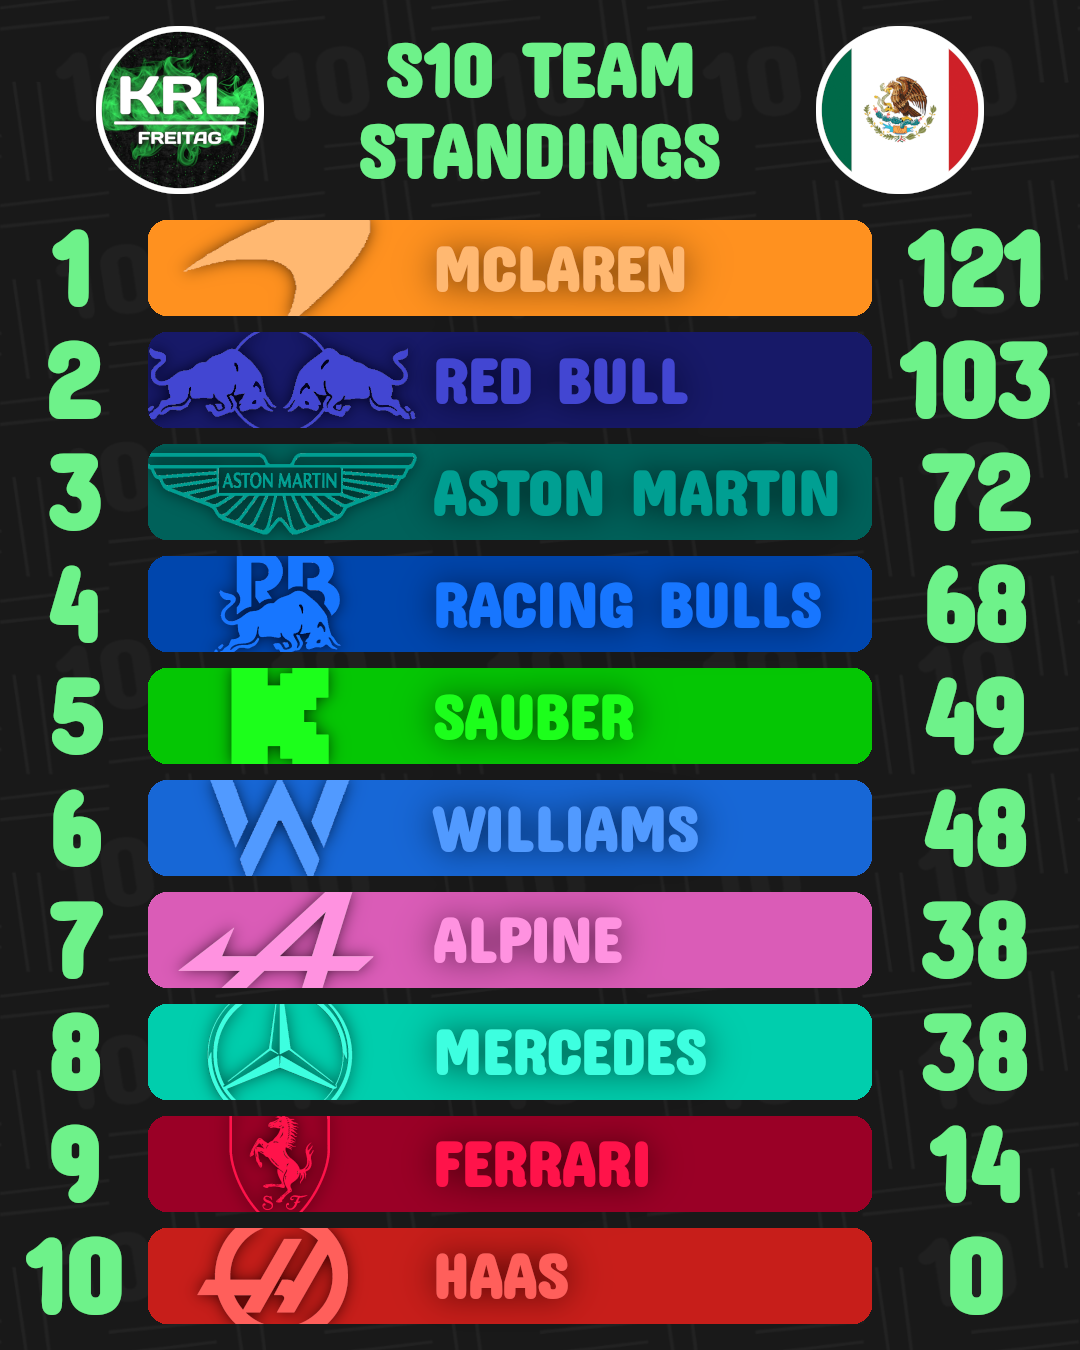 KRL
FREITAG
S10 TEAM
STANDINGS
1 MCLAREN 121
2 RED BULL 103
3 ASTON MARTIN ASTON MARTIN 72
4 RB RACING BULLS 68
5 K SAUBER 49
6 W WILLIAMS 48
7 A ALPINE 38
8 MERCEDES 38
9 S F FERRARI 14
10 H HAAS 0